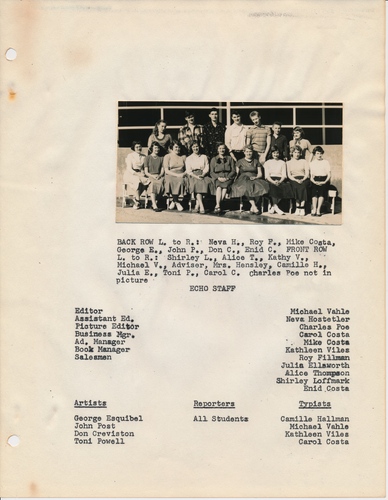 BACK ROW L. to R.: Neva H., Roy F., Mike Costa,
George E., John P., Don C., Enid C. FRONT ROW
L. to R.: Shirley L., Alice T., Kathy V.,
Michael V., Adviser, Mrs. Hensley, Camille H.,
Julia E., Toni P., Carol C. charles Poe not in
picture
ECHO STAFF
Editor Michael Vahle
Assistant Ed. Neva Hostetler
Picture Editor Charles Poe
Business Mgr. Carol Costa
Ad. Manager Mike Costa
Book Manager Kathleen Viles
Salesmen Roy Fillman
Julia Ellsworth
Alice Thompson
Shirley Loffmark
Enid Costa
Artists Reporters Typists
George Esquibel All Students Camille Hallman
John Post Michael Vahle
Don Creviston Kathleen Viles
Toni Powell Carol Costa